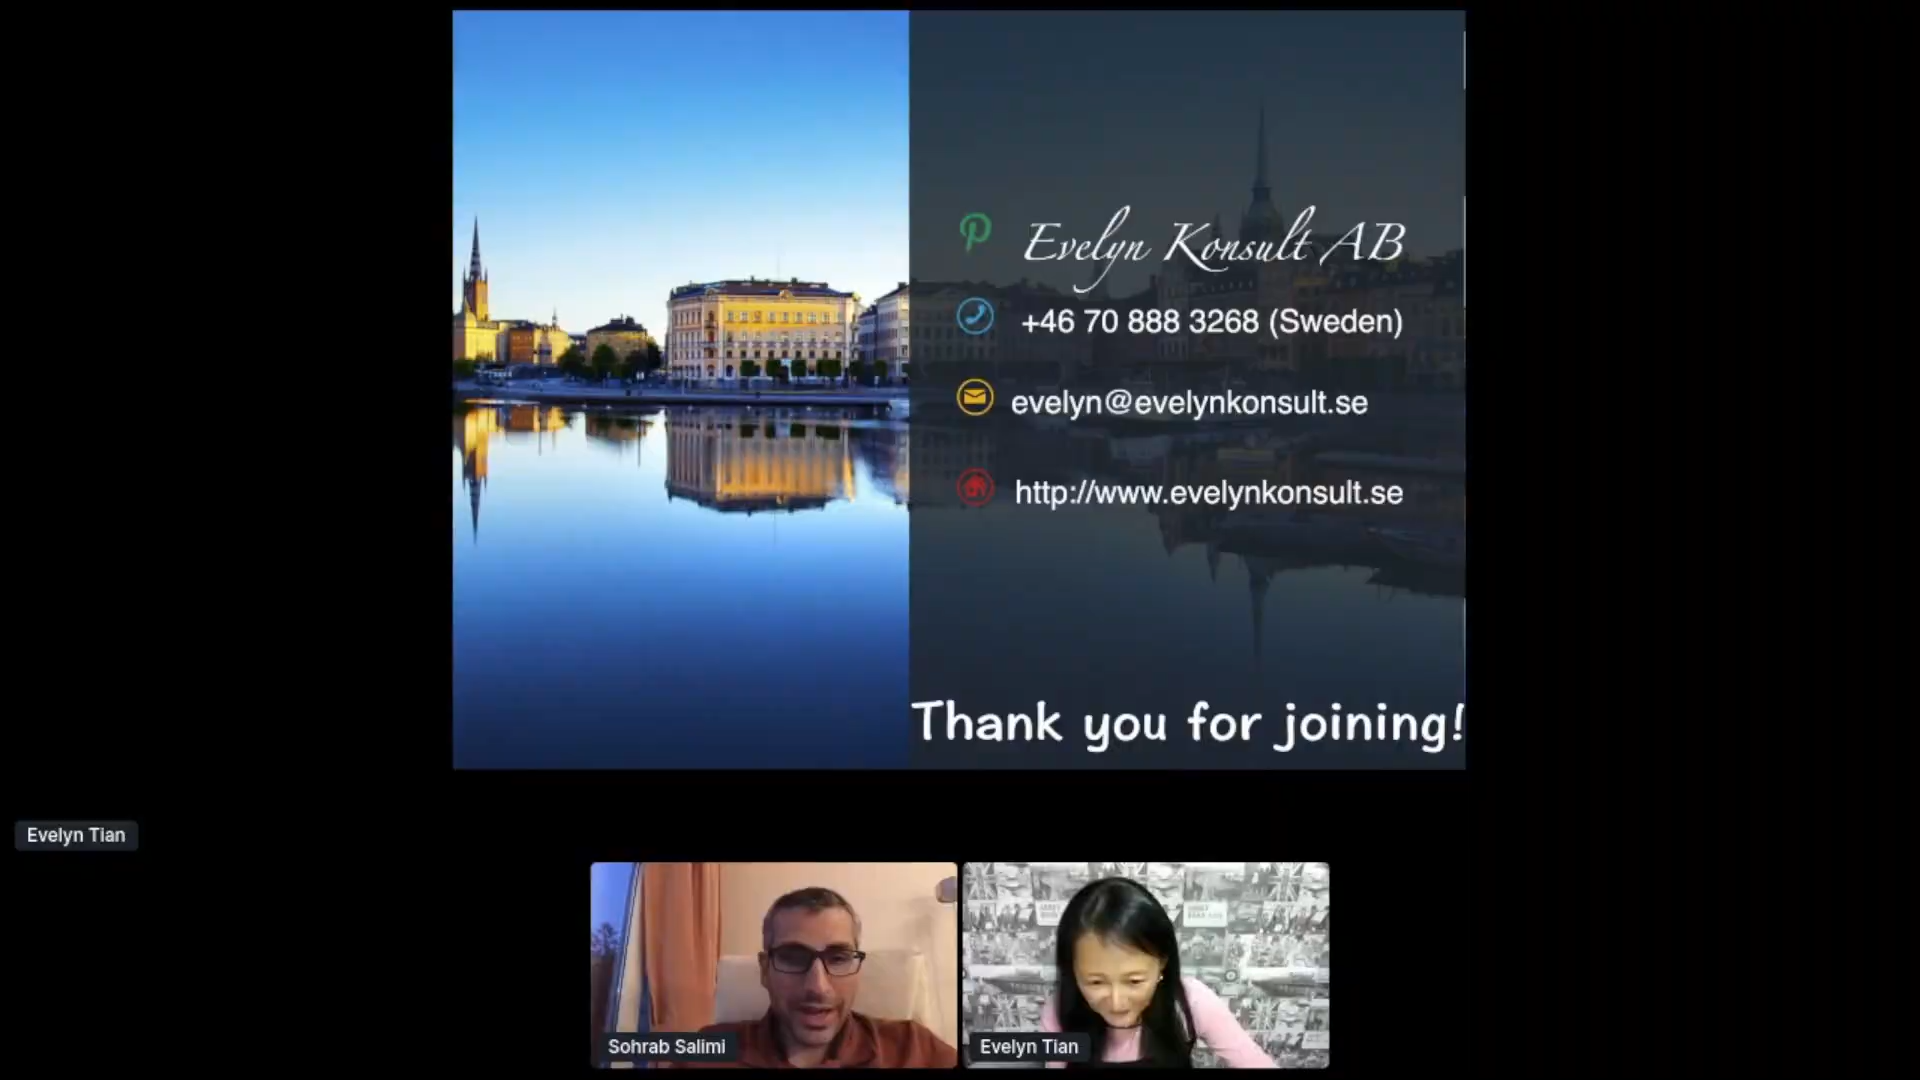 Evelyn Konsult AB
+46 70 888 3268 (Sweden)
evelyn@evelynkonsult.se
http://www.evelynkonsult.se
Thank you for joining!
Evelyn Tian
Sohrab Salimi
Evelyn Tian